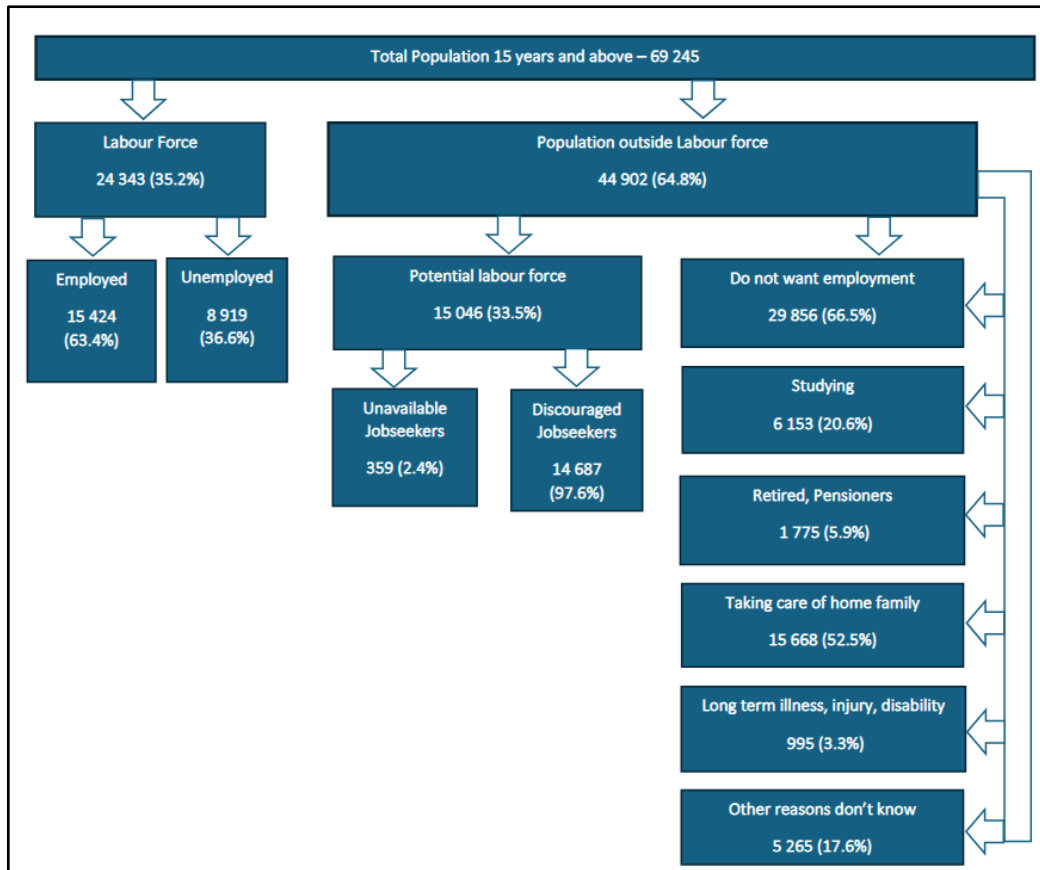 Total Population 15 years and above – 69 245
Labour Force
24 343 (35.2%)
Population outside Labour force
44 902 (64.8%)
Employed
15 424
(63.4%)
Unemployed
8 919
(36.6%)
Potential labour force
15 046 (33.5%)
Do not want employment
29 856 (66.5%)
Unavailable
Jobseekers
359 (2.4%)
Discouraged
Jobseekers
14 687
(97.6%)
Studying
6 153 (20.6%)
Retired, Pensioners
1 775 (5.9%)
Taking care of home family
15 668 (52.5%)
Long term illness, injury, disability
995 (3.3%)
Other reasons don’t know
5 265 (17.6%)